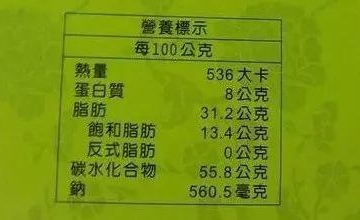 營養標示
每100公克
熱量 536大卡
蛋白質 8公克
脂肪 31.2公克
飽和脂肪 13.4公克
反式脂肪 0公克
碳水化合物 55.8公克
鈉 560.5毫克